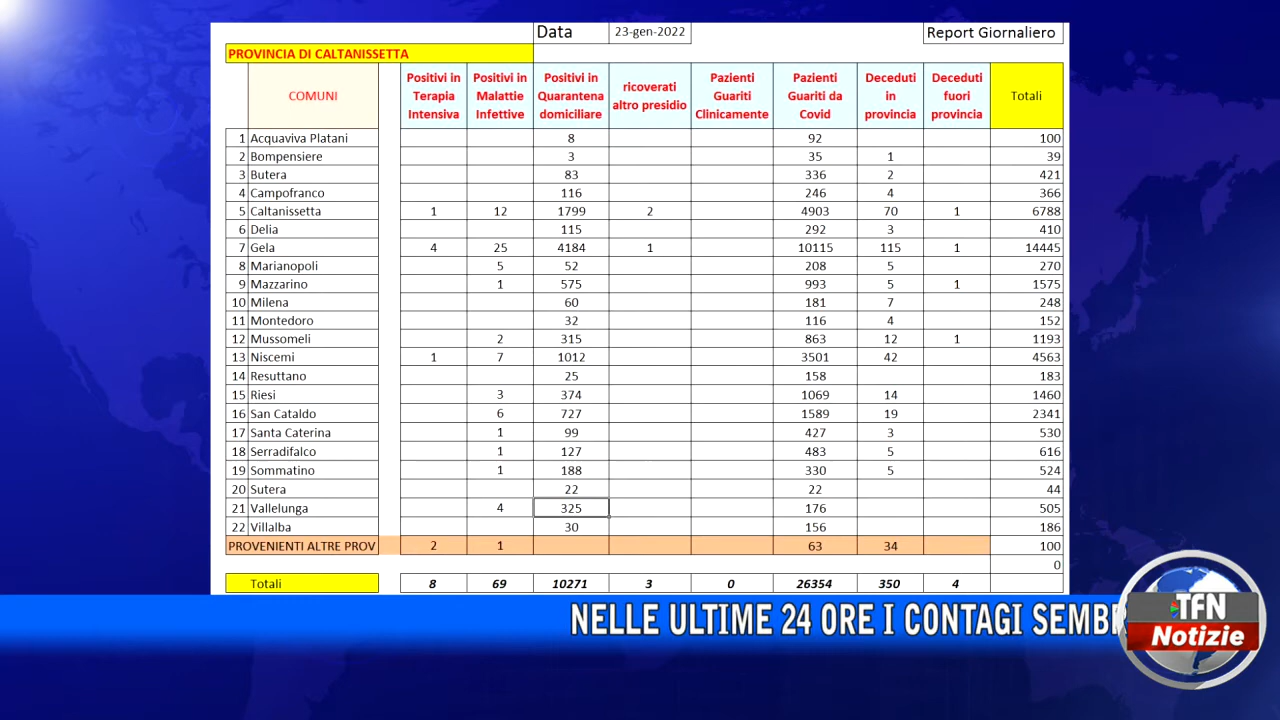 Data 23-gen-2022 Report Giornaliero
PROVINCIA DI CALTANISSETTA
COMUNI Positivi in Terapia Intensiva Positivi in Malattie Infettive Positivi in Quarantena domiciliare ricoverati altro presidio Pazienti Guariti Clinicamente Pazienti Guariti da Covid Deceduti in provincia Deceduti fuori provincia Totali
1 Acquaviva Platani 8 92 100
2 Bompensiere 3 35 1 39
3 Butera 83 336 2 421
4 Campofranco 116 246 4 366
5 Caltanissetta 1 12 1799 2 4903 70 1 6788
6 Delia 115 292 3 410
7 Gela 4 25 4184 1 10115 115 1 14445
8 Marianopoli 5 52 208 5 270
9 Mazzarino 1 575 993 5 1 1575
10 Milena 60 181 7 248
11 Montedoro 32 116 4 152
12 Mussomeli 2 315 863 12 1 1193
13 Niscemi 1 7 1012 3501 42 4563
14 Resuttano 25 158 183
15 Riesi 3 374 1069 14 1460
16 San Cataldo 6 727 1589 19 2341
17 Santa Caterina 1 99 427 3 530
18 Serradifalco 1 127 483 5 616
19 Sommatino 1 188 330 5 524
20 Sutera 22 22 44
21 Vallelunga 4 325 176 505
22 Villalba 30 156 186
PROVENIENTI ALTRE PROV 2 1 63 34 100
0
Totali 8 69 10271 3 0 26354 350 4
NELLE ULTIME 24 ORE I CONTAGI SEMB
TFN
Notizie